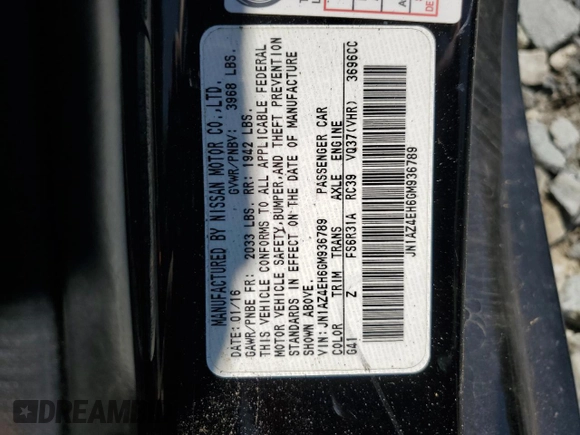 MANUFACTURED BY NISSAN MOTOR CO.,LTD.
DATE: 01/16 GVWR/PNBV: 3968 LBS.
GAWR/PNBE FR: 2033 LBS. RR: 1942 LBS.
THIS VEHICLE CONFORMS TO ALL APPLICABLE FEDERAL
MOTOR VEHICLE SAFETY,BUMPER,AND THEFT PREVENTION
STANDARDS IN EFFECT ON THE DATE OF MANUFACTURE
SHOWN ABOVE.
VIN: JN1AZ4EH6GM936789 PASSENGER CAR
COLOR TRIM TRANS AXLE ENGINE
G41 Z FS6R31A RC39 VQ37(VHR) 3696CC
JN1AZ4EH6GM936789
DREAMS